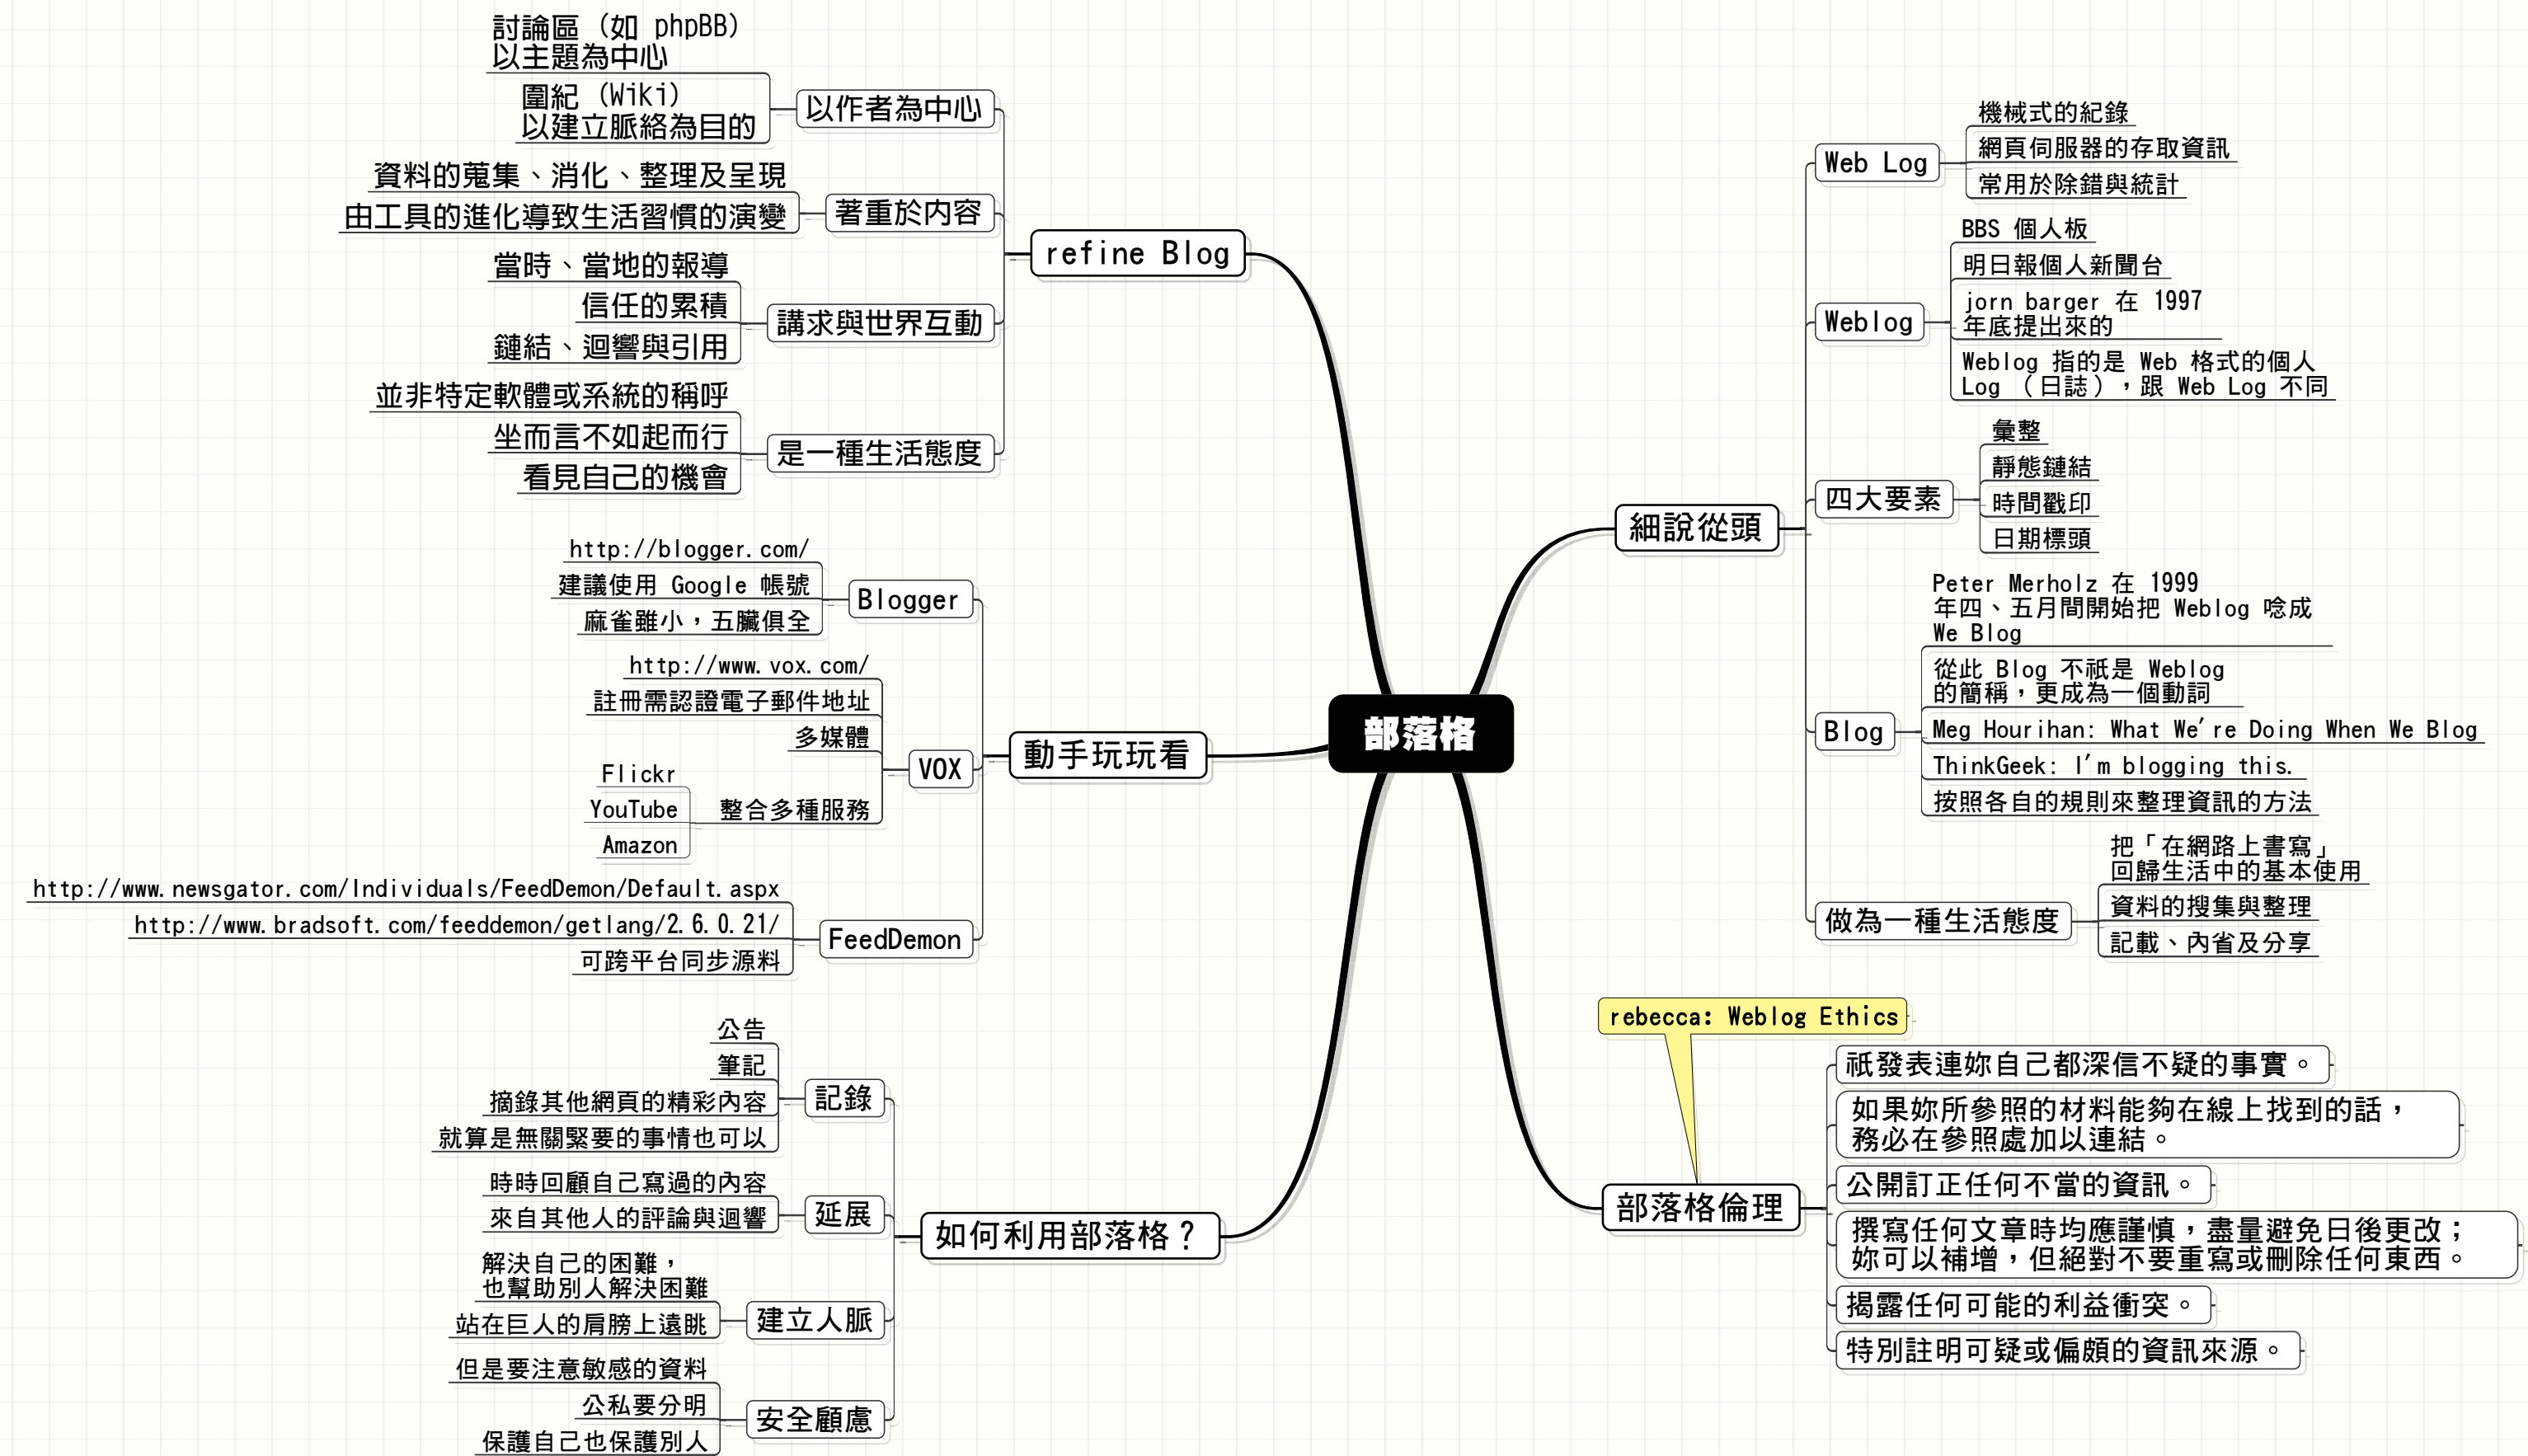 部落格
細說從頭
Web Log
機械式的紀錄
網頁伺服器的存取資訊
常用於除錯與統計
Weblog
BBS 個人板
明日報個人新聞台
jorn barger 在 1997
年底提出來的
Weblog 指的是 Web 格式的個人
Log （日誌），跟 Web Log 不同
四大要素
彙整
靜態鏈結
時間戳印
日期標頭
Blog
Peter Merholz 在 1999
年四、五月間開始把 Weblog 唸成
We Blog
從此 Blog 不祇是 Weblog
的簡稱，更成為一個動詞
Meg Hourihan: What We're Doing When We Blog
ThinkGeek: I'm blogging this.
按照各自的規則來整理資訊的方法
做為一種生活態度
把「在網路上書寫」
回歸生活中的基本使用
資料的搜集與整理
記載、內省及分享
rebecca: Weblog Ethics
部落格倫理
祇發表連妳自己都深信不疑的事實。
如果妳所參照的材料能夠在線上找到的話，
務必在參照處加以連結。
公開訂正任何不當的資訊。
撰寫任何文章時均應謹慎，盡量避免日後更改；
妳可以補增，但絕對不要重寫或刪除任何東西。
揭露任何可能的利益衝突。
特別註明可疑或偏頗的資訊來源。
refine Blog
以作者為中心
討論區（如 phpBB）
以主題為中心
圍紀（Wiki）
以建立脈絡為目的
著重於內容
資料的蒐集、消化、整理及呈現
由工具的進化導致生活習慣的演變
講求與世界互動
當時、當地的報導
信任的累積
鏈結、迴響與引用
是一種生活態度
並非特定軟體或系統的稱呼
坐而言不如起而行
看見自己的機會
動手玩玩看
Blogger
http://blogger.com/
建議使用 Google 帳號
麻雀雖小，五臟俱全
VOX
http://www.vox.com/
註冊需認證電子郵件地址
多媒體
整合多種服務
Flickr
YouTube
Amazon
FeedDemon
http://www.newsgator.com/Individuals/FeedDemon/Default.aspx
http://www.bradsoft.com/feeddemon/getlang/2.6.0.21/
可跨平台同步源料
如何利用部落格？
記錄
公告
筆記
摘錄其他網頁的精彩內容
就算是無關緊要的事情也可以
延展
時時回顧自己寫過的內容
來自其他人的評論與迴響
建立人脈
解決自己的困難，
也幫助別人解決困難
站在巨人的肩膀上遠眺
安全顧慮
但是要注意敏感的資料
公私要分明
保護自己也保護別人